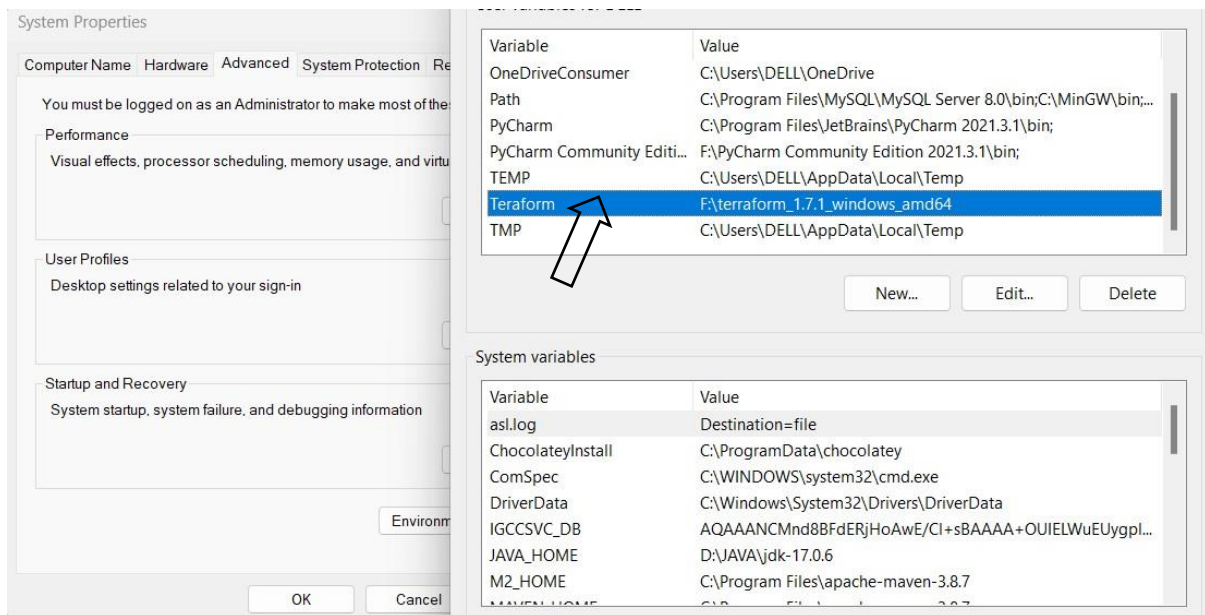 System Properties
Computer Name Hardware Advanced System Protection Re
You must be logged on as an Administrator to make most of the
Performance
Visual effects, processor scheduling, memory usage, and virtu
User Profiles
Desktop settings related to your sign-in
Startup and Recovery
System startup, system failure, and debugging information
Environm
OK Cancel
Variable Value
OneDriveConsumer C:\Users\DELL\OneDrive
Path C:\Program Files\MySQL\MySQL Server 8.0\bin;C:\MinGW\bin;...
PyCharm C:\Program Files\JetBrains\PyCharm 2021.3.1\bin;
PyCharm Community Editi... F:\PyCharm Community Edition 2021.3.1\bin;
TEMP C:\Users\DELL\AppData\Local\Temp
Teraform F:\terraform_1.7.1_windows_amd64
TMP C:\Users\DELL\AppData\Local\Temp
New... Edit... Delete
System variables
Variable Value
asl.log Destination=file
ChocolateyInstall C:\ProgramData\chocolatey
ComSpec C:\WINDOWS\system32\cmd.exe
DriverData C:\Windows\System32\Drivers\DriverData
IGCCSVC_DB AQAAANCMnd8BFdERjHoAwE/Cl+sBAAAA+OUIELWuEUygpl...
JAVA_HOME D:\JAVA\jdk-17.0.6
M2_HOME C:\Program Files\apache-maven-3.8.7